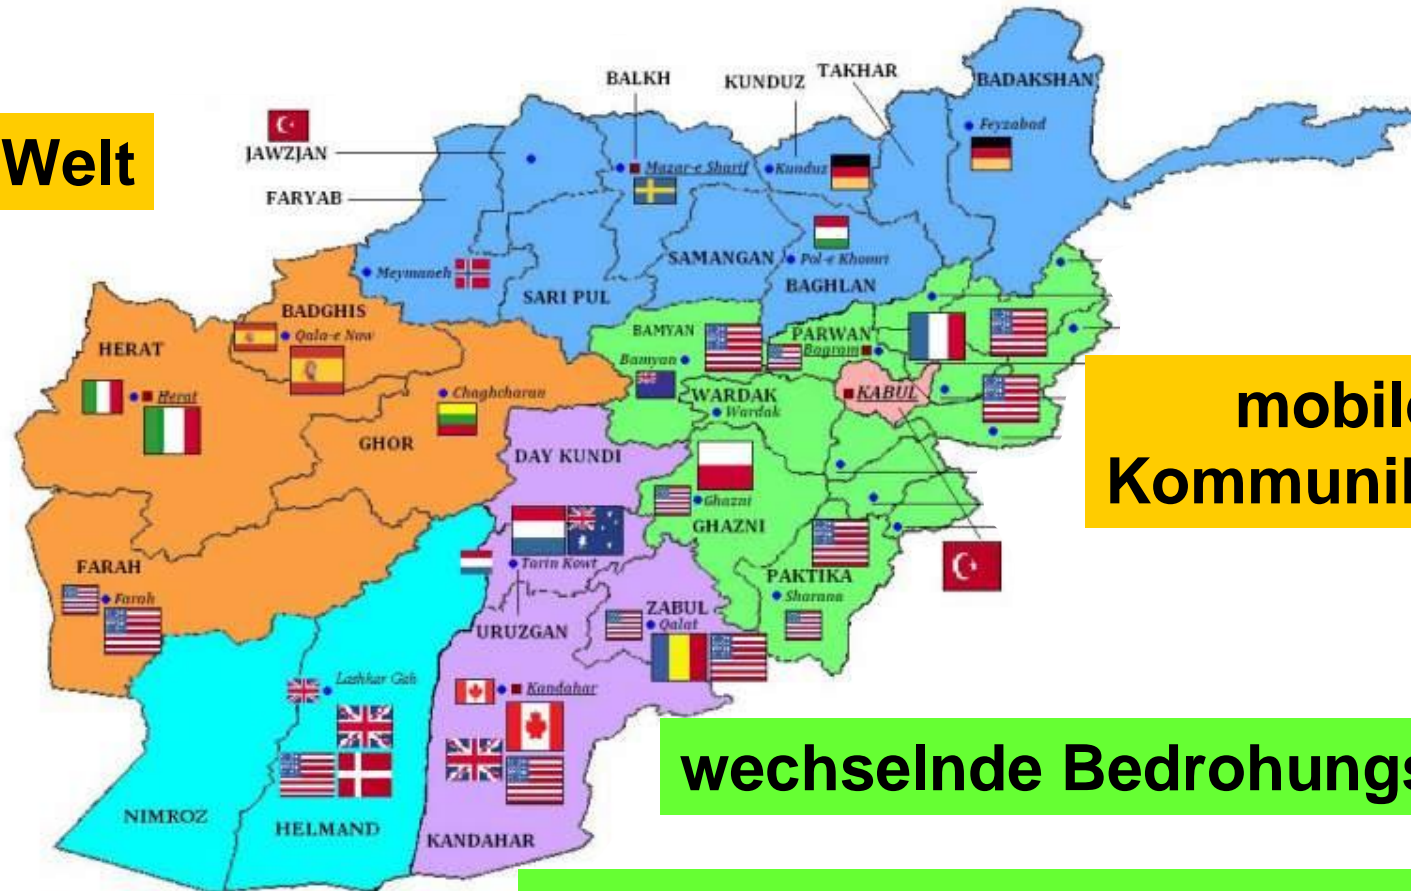 BALKH
KUNDUZ
TAKHAR
BADAKSHAN
Welt
JAWZJAN
Feyzabad
Mazar-e Sharif
Kunduz
FARYAB
Meymaneh
SAMANGAN
Pol-e Khomri
BAGHLAN
SARI PUL
BADGHIS
Qala-e Naw
HERAT
BAMYAN
PARWAN
Bagram
Bamyan
Herat
Chaghcharan
WARDAK
Wardak
KABUL
mobile
Kommunik
GHOR
DAY KUNDI
Ghazni
GHAZNI
Tarin Kowt
FARAH
Farah
PAKTIKA
Sharana
ZABUL
Qalat
URUZGAN
Lashkar Gah
Kandahar
wechselnde Bedrohungs
NIMROZ
HELMAND
KANDAHAR